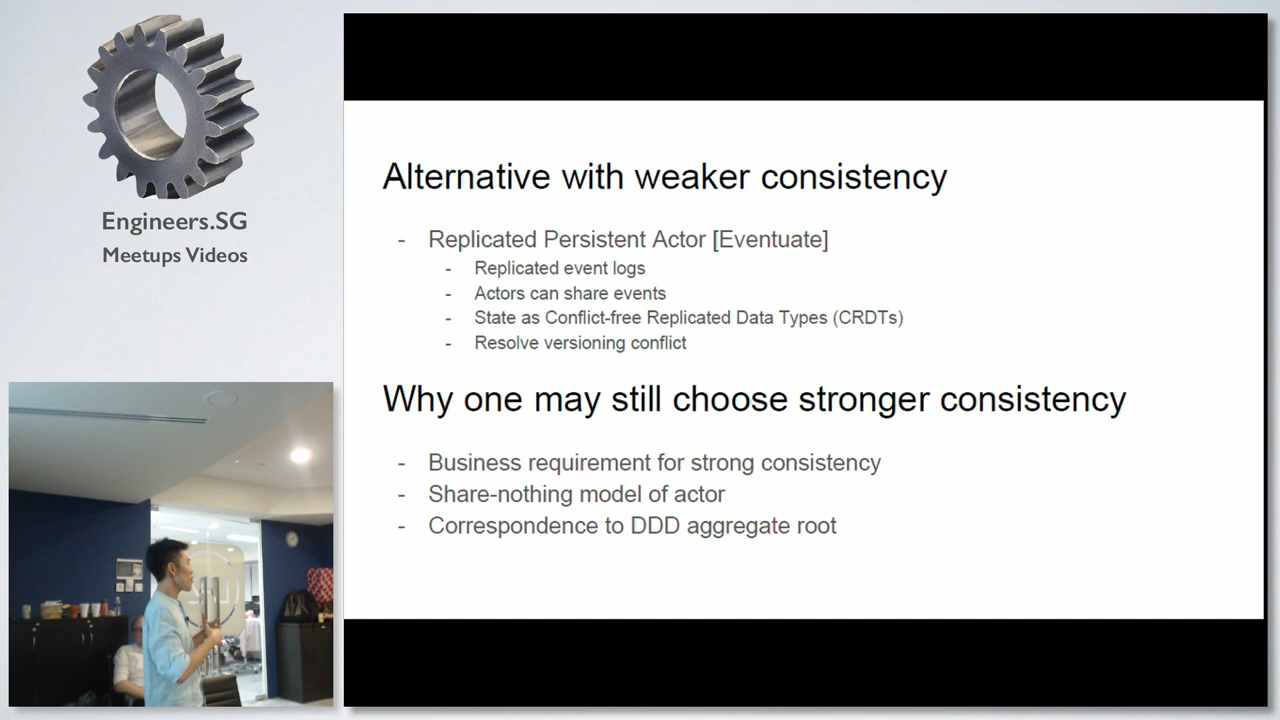 Engineers.SG
Meetups Videos
Alternative with weaker consistency
- Replicated Persistent Actor [Eventuate]
- Replicated event logs
- Actors can share events
- State as Conflict-free Replicated Data Types (CRDTs)
- Resolve versioning conflict
Why one may still choose stronger consistency
- Business requirement for strong consistency
- Share-nothing model of actor
- Correspondence to DDD aggregate root